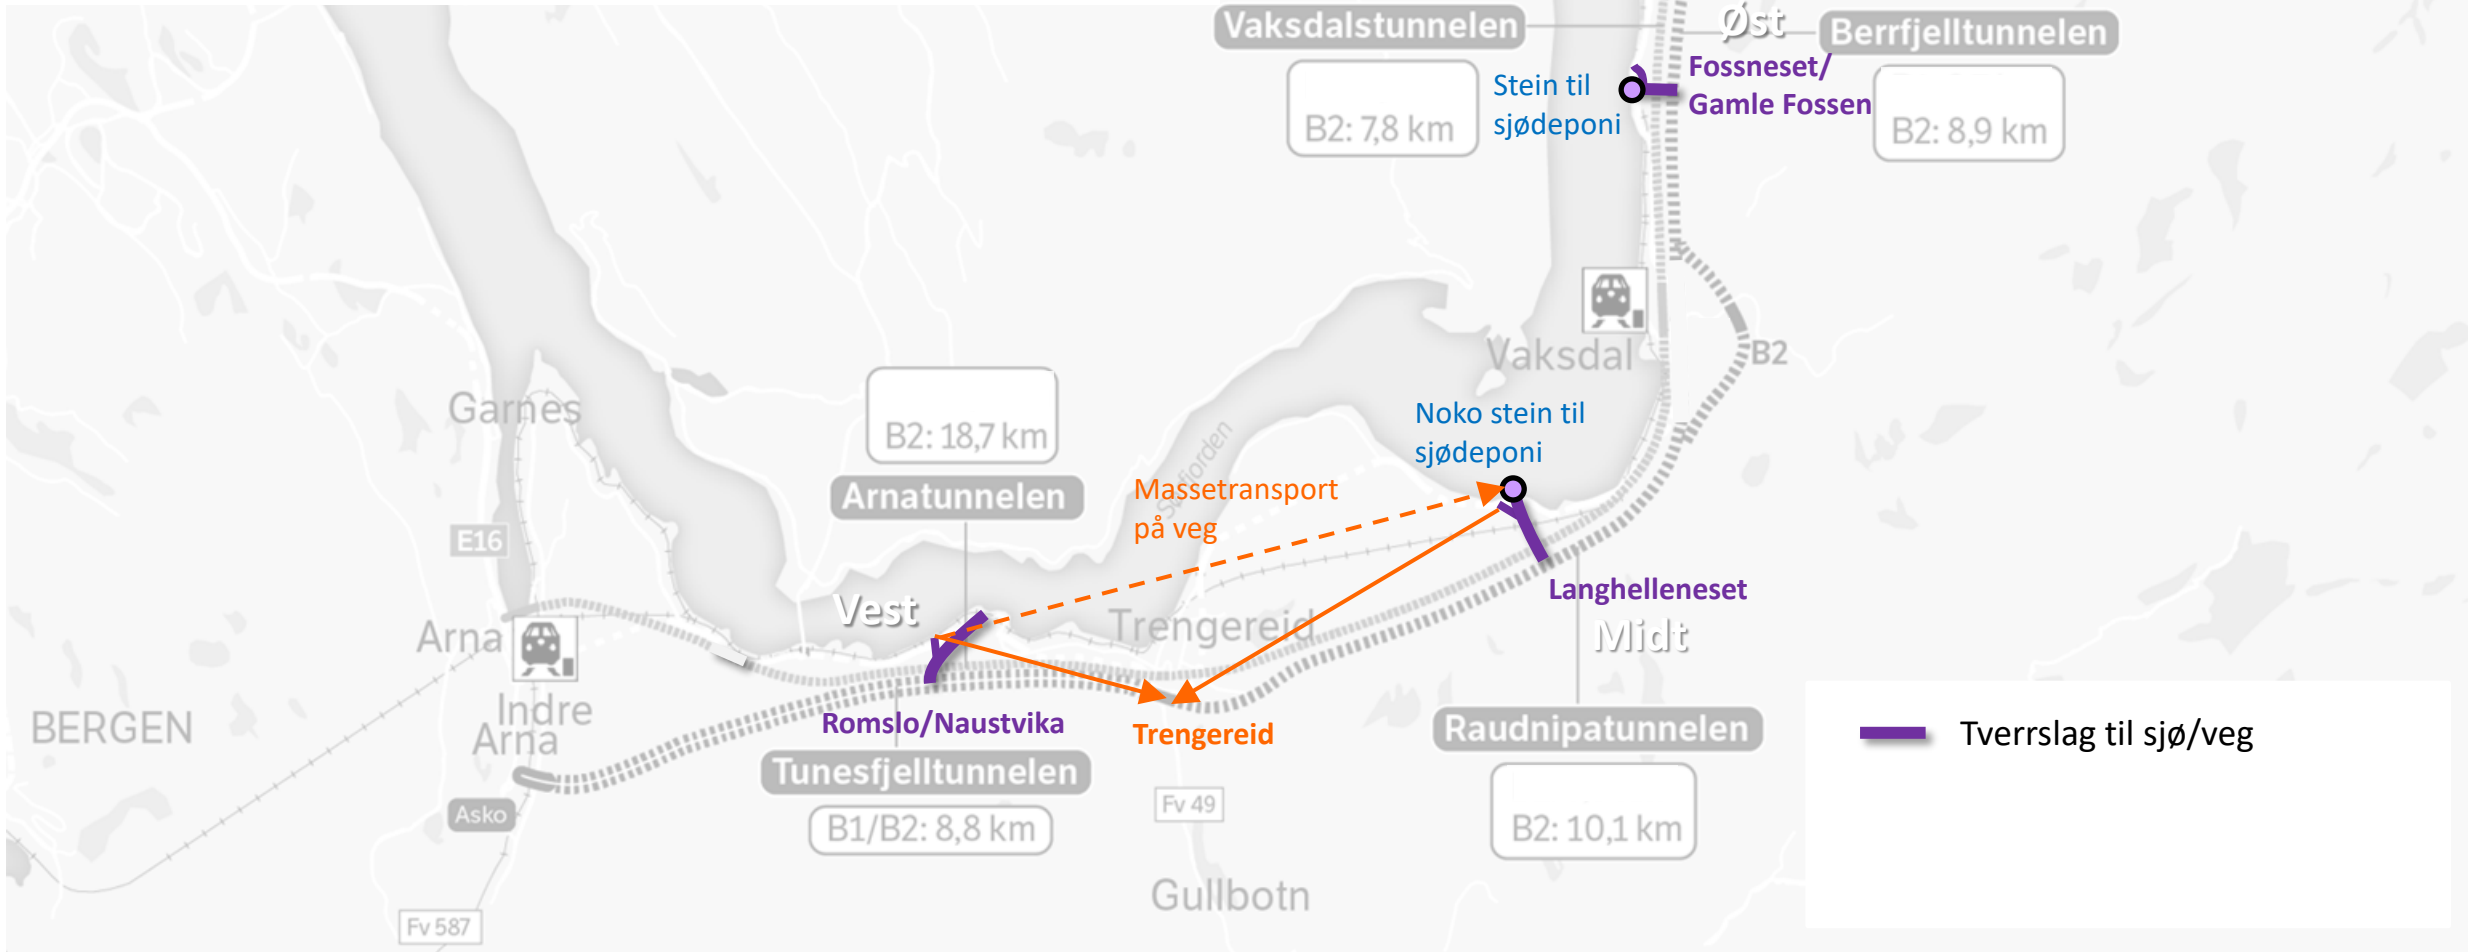 Vaksdalstunnelen
Øst
Berrfjelltunnelen
Stein til
sjødeponi
Fossneset/
Gamle Fossen
B2: 7,8 km
B2: 8,9 km
Vaksdal
B2
Garnes
B2: 18,7 km
Arnatunnelen
Noko stein til
sjødeponi
Sørfjorden
Massetransport
på veg
E16
Langhelleneset
Vest
Trengereid
Midt
Arna
Indre
Arna
BERGEN
Romslo/Naustvika
Trengereid
Raudnipatunnelen
Tverrslag til sjø/veg
Tunesfjelltunnelen
Asko
B1/B2: 8,8 km
Fv 49
B2: 10,1 km
Gullbotn
Fv 587